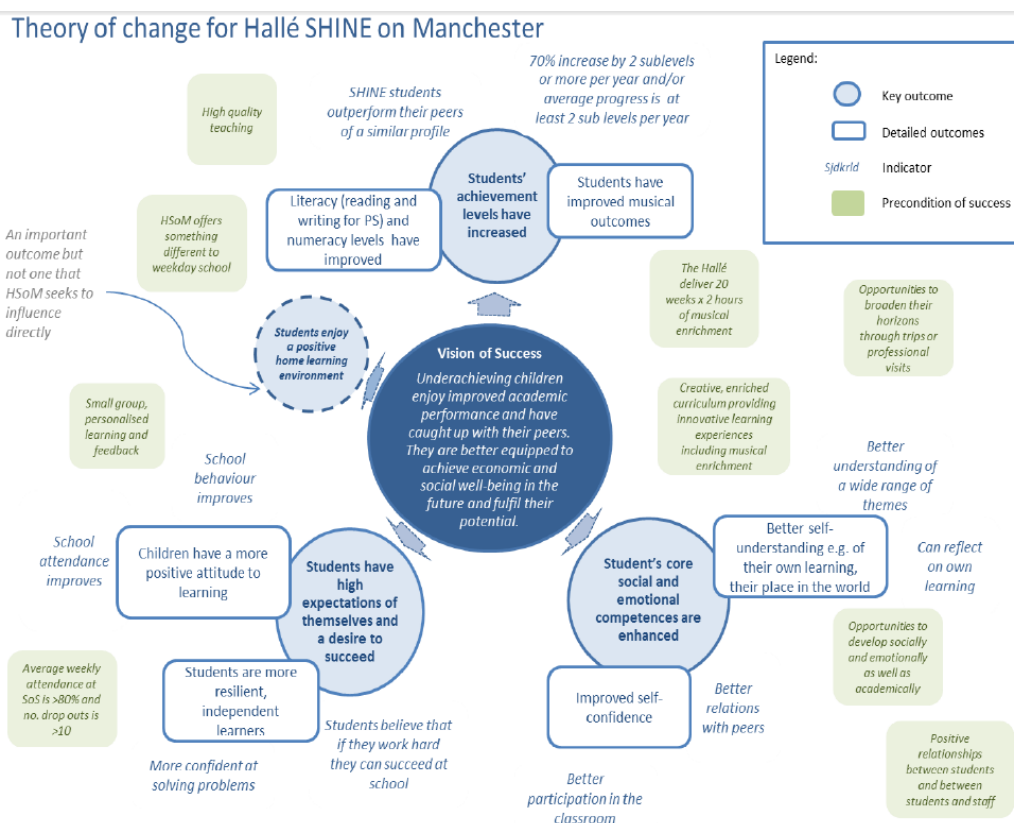 Theory of change for Hallé SHINE on Manchester
Legend:
Key outcome
Detailed outcomes
Sjdkrld
Indicator
Precondition of success
High quality
teaching
SHINE students
outperform their peers
of a similar profile
70% increase by 2 sublevels
or more per year and/or
average progress is at
least 2 sub levels per year
Students'
achievement
levels have
increased
Literacy (reading and
writing for PS) and
numeracy levels have
improved
Students have
improved musical
outcomes
HSoM offers
something
different to
weekday school
An important
outcome but
not one that
HSoM seeks to
influence
directly
Students enjoy
a positive
home learning
environment
The Hallé
deliver 20
weeks x 2 hours
of musical
enrichment
Opportunities to
broaden their
horizons
through trips or
professional
visits
Vision of Success
Underachieving children
enjoy improved academic
performance and have
caught up with their peers.
They are better equipped to
achieve economic and
social well-being in the
future and fulfil their
potential.
Creative, enriched
curriculum providing
innovative learning
experiences
including musical
enrichment
Small group,
personalised
learning and
feedback
School
behaviour
improves
School
attendance
improves
Children have a more
positive attitude to
learning
Students have
high
expectations of
themselves and
a desire to
succeed
Students are more
resilient,
independent
learners
Average weekly
attendance at
SoS is >80% and
no. drop outs is
>10
More confident at
solving problems
Students believe that
if they work hard
they can succeed at
school
Student's core
social and
emotional
competences are
enhanced
Better
understanding of
a wide range of
themes
Better self-
understanding e.g. of
their own learning,
their place in the world
Can reflect
on own
learning
Improved self-
confidence
Better
relations
with peers
Better
participation in the
classroom
Opportunities to
develop socially
and emotionally
as well as
academically
Positive
relationships
between students
and between
students and staff